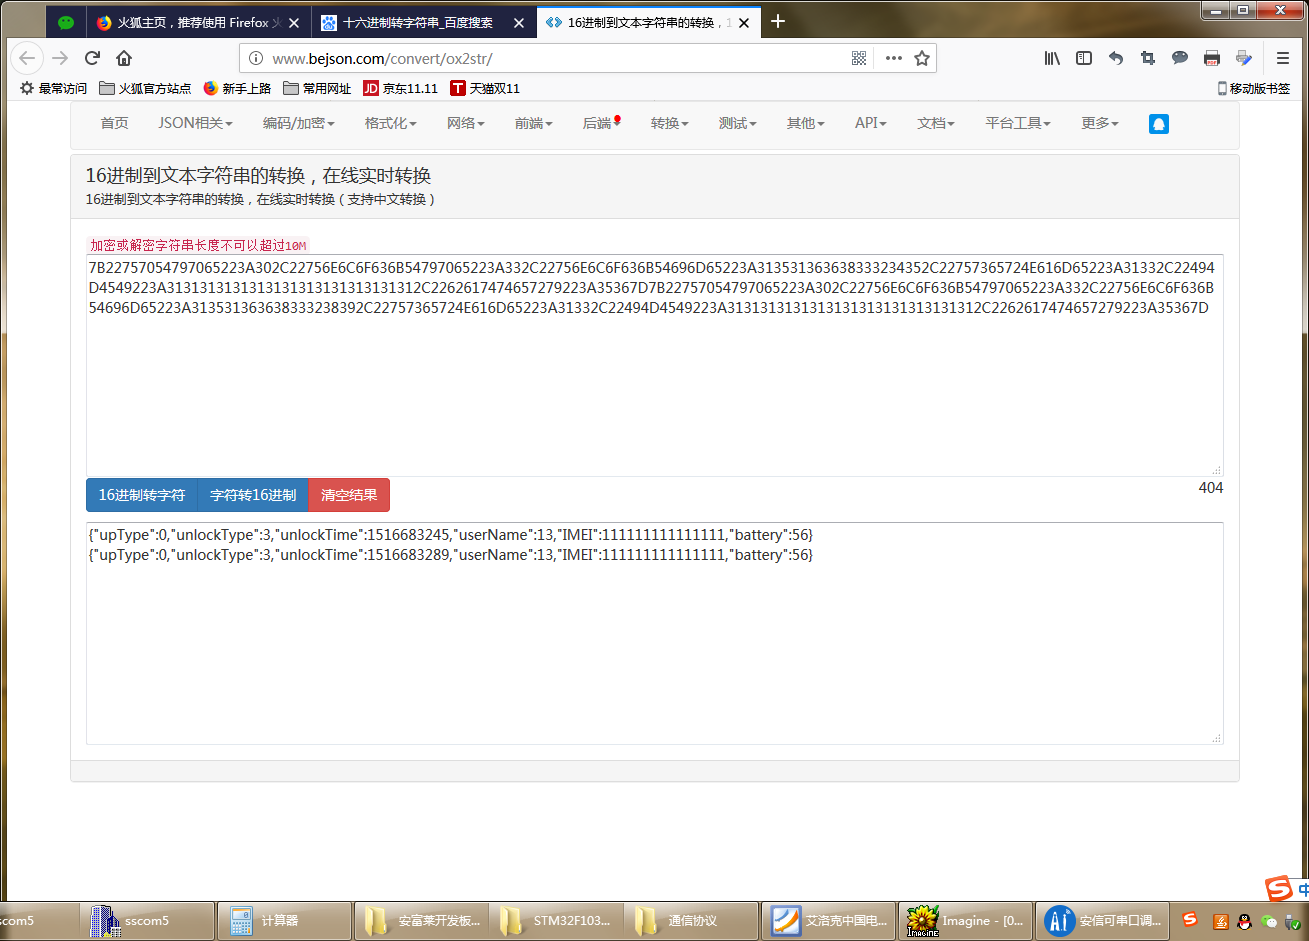 火狐主页，推荐使用 Firefox 火
十六进制转字符串_百度搜索
16进制到文本字符串的转换，1
www.bejson.com/convert/ox2str/
最常访问
火狐官方站点
新手上路
常用网址
JD 京东11.11
T 天猫双11
移动版书签
首页
JSON相关
编码/加密
格式化
网络
前端
后端
转换
测试
其他
API
文档
平台工具
更多
16进制到文本字符串的转换，在线实时转换
16进制到文本字符串的转换，在线实时转换（支持中文转换）
加密或解密字符串长度不可以超过10M
7B22757054797065223A302C22756E6C6F636B54797065223A332C22756E6C6F636B54696D65223A313531363638333234352C22757365724E616D65223A31332C22494
D4549223A3131313131313131313131313131312C2262617474657279223A35367D7B22757054797065223A302C22756E6C6F636B54797065223A332C22756E6C6F636B
54696D65223A313531363638333238392C22757365724E616D65223A31332C22494D4549223A3131313131313131313131313131312C2262617474657279223A35367D
404
16进制转字符
字符转16进制
清空结果
{"upType":0,"unlockType":3,"unlockTime":1516683245,"userName":13,"IMEI":111111111111111,"battery":56}
{"upType":0,"unlockType":3,"unlockTime":1516683289,"userName":13,"IMEI":111111111111111,"battery":56}
中
scom5
sscom5
计算器
安富莱开发板...
STM32F103...
通信协议
艾洛克中国电...
Imagine - [0...
安信可串口调...